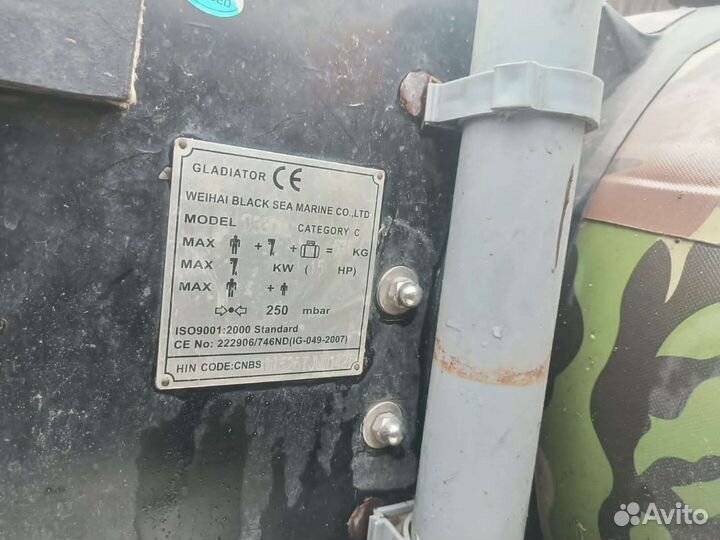 GLADIATOR CE
WEIHAI BLACK SEA MARINE CO.,LTD
MODEL CATEGORY C
MAX + + = KG
MAX KW (15 HP)
MAX +
250 mbar
ISO9001:2000 Standard
CE No: 222906/746ND(IG-049-2007)
HIN CODE:CNBS
Avito